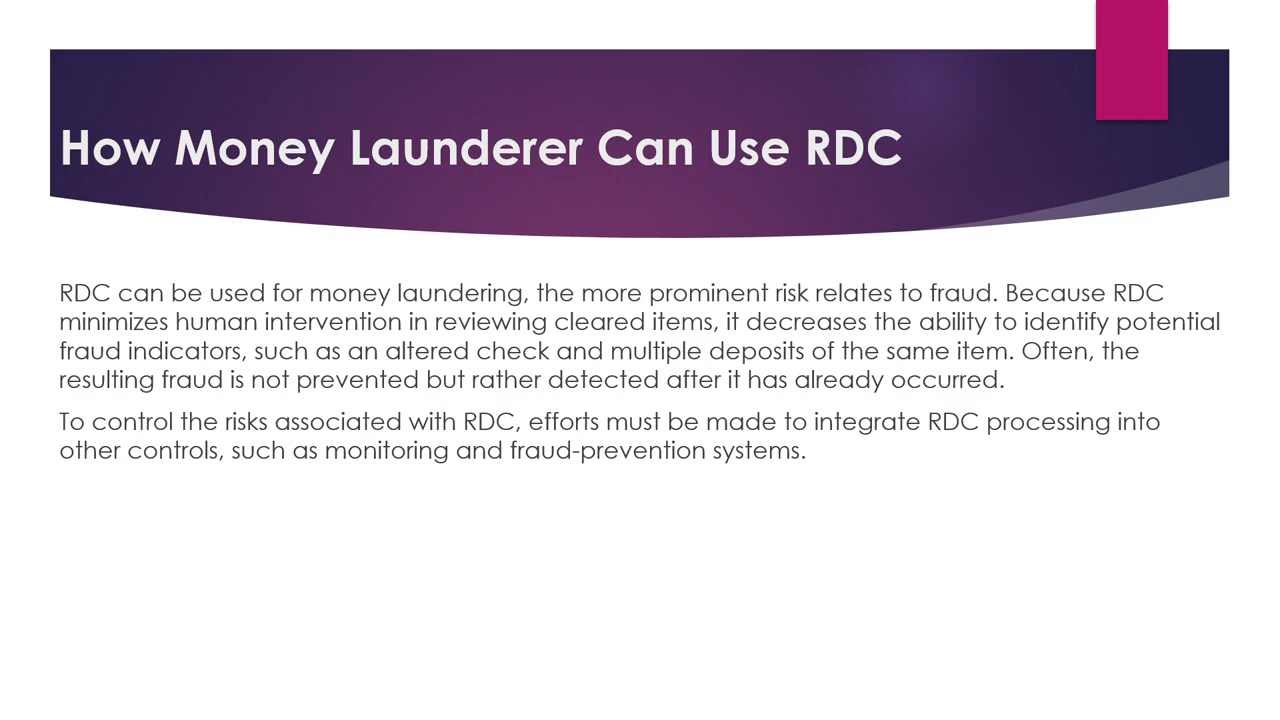 How Money Launderer Can Use RDC
RDC can be used for money laundering, the more prominent risk relates to fraud. Because RDC
minimizes human intervention in reviewing cleared items, it decreases the ability to identify potential
fraud indicators, such as an altered check and multiple deposits of the same item. Often, the
resulting fraud is not prevented but rather detected after it has already occurred.
To control the risks associated with RDC, efforts must be made to integrate RDC processing into
other controls, such as monitoring and fraud-prevention systems.